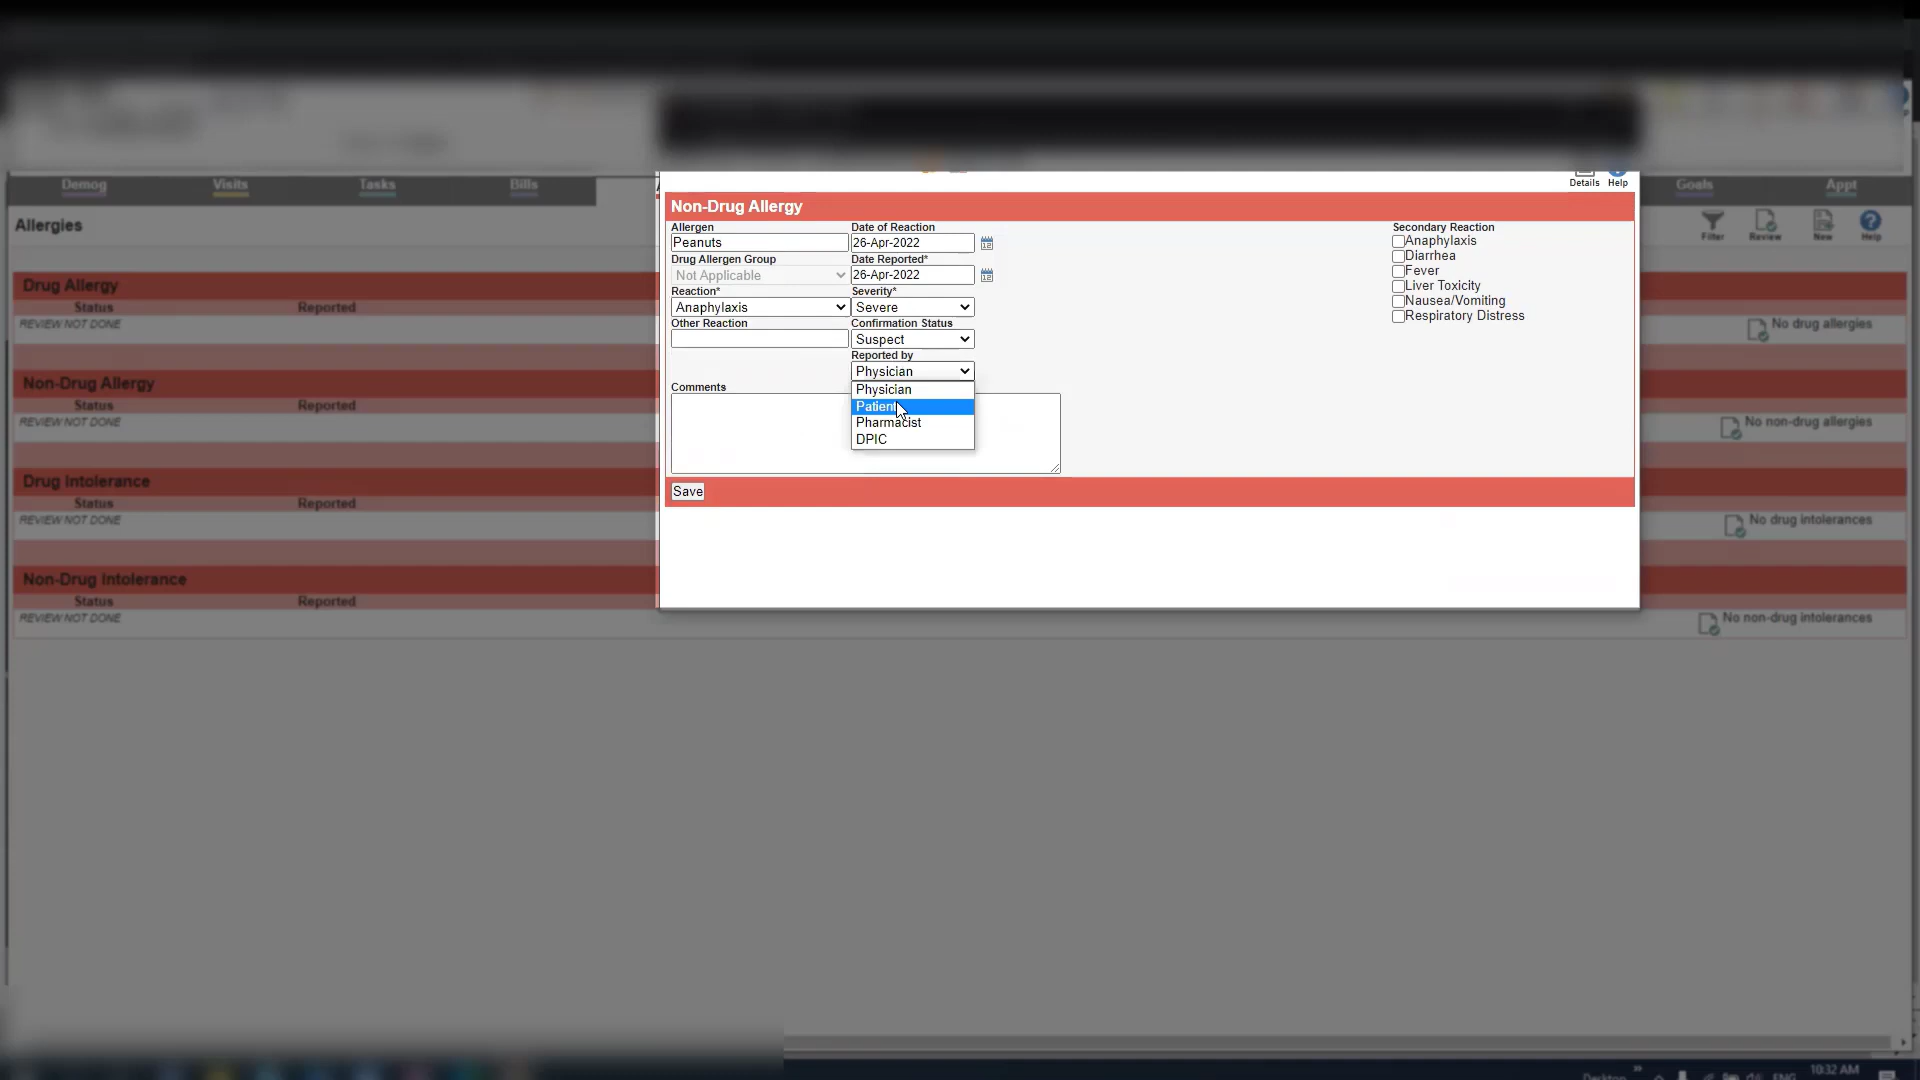 Demog Visits Tasks Bills
Details Help
Goals Appt
Allergies
Filter Review New Help
Non-Drug Allergy
Allergen Date of Reaction Secondary Reaction
Peanuts 26-Apr-2022 Anaphylaxis
Drug Allergen Group Date Reported* Diarrhea
Not Applicable 26-Apr-2022 Fever
Reaction* Severity* Liver Toxicity
Anaphylaxis Severe Nausea/Vomiting
Other Reaction Confirmation Status Respiratory Distress
Suspect
Reported by
Physician
Comments
Physician
Patient
Pharmacist
DPIC
Save
Drug Allergy
Status Reported
REVIEW NOT DONE No drug allergies
Non-Drug Allergy
Status Reported
REVIEW NOT DONE No non-drug allergies
Drug Intolerance
Status Reported
REVIEW NOT DONE No drug intolerances
Non-Drug Intolerance
Status Reported
REVIEW NOT DONE No non-drug intolerances
Desktop ENG 10:32 AM